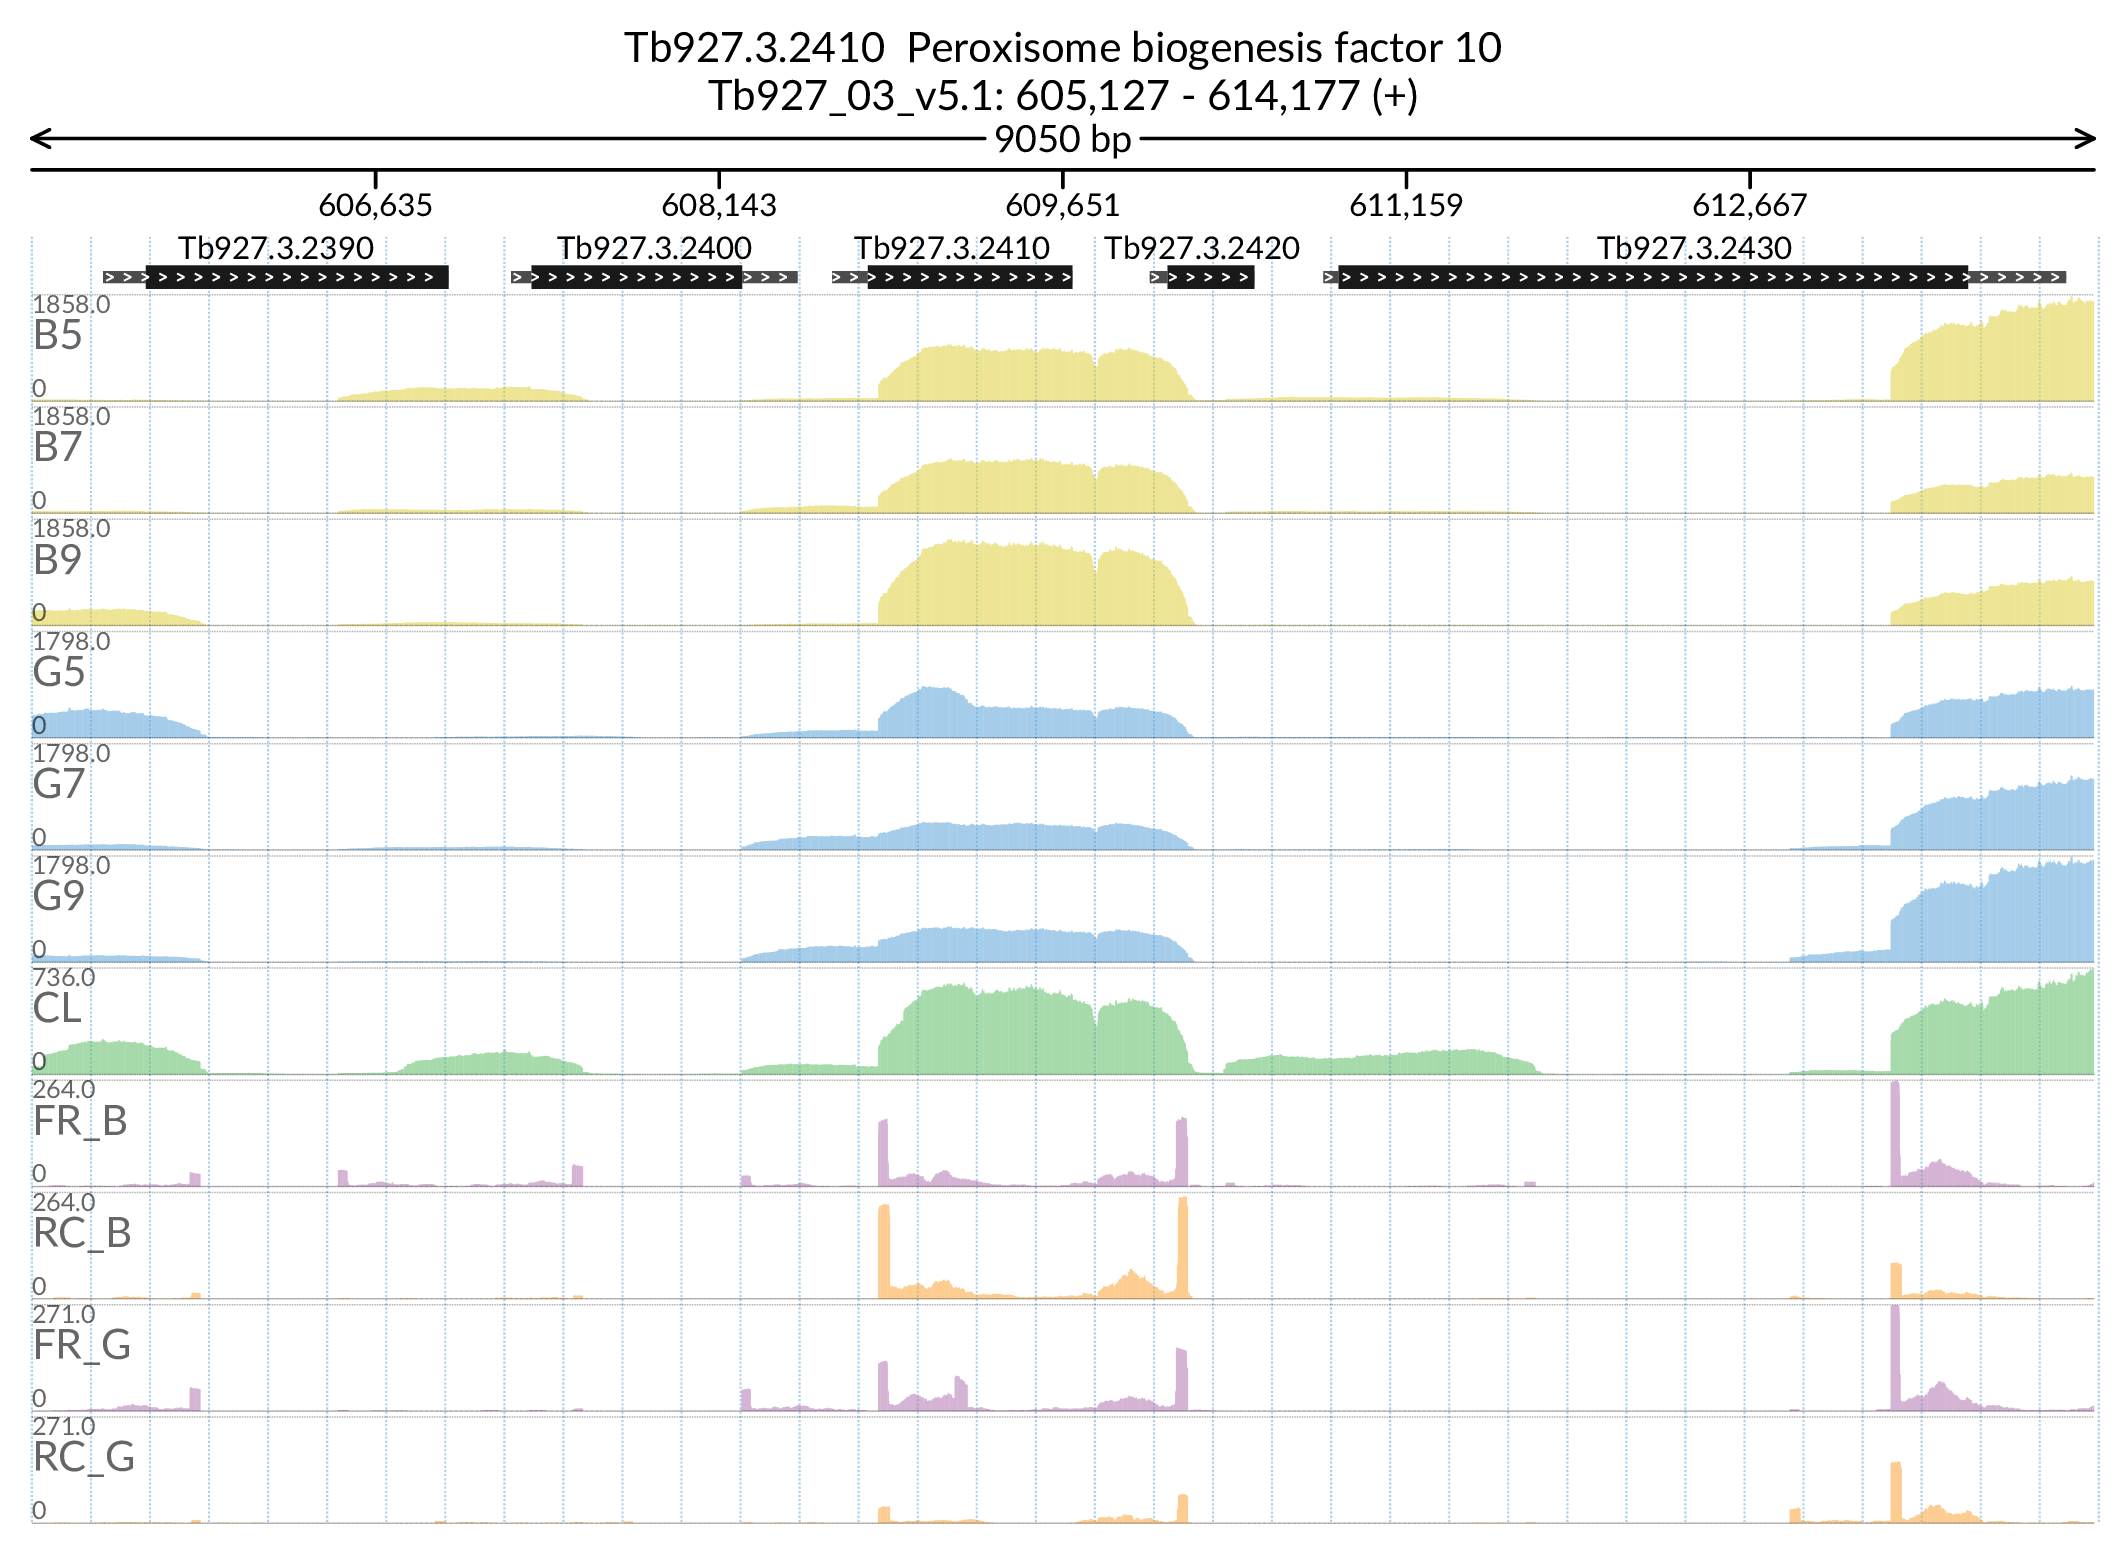 Tb927.3.2410  Peroxisome biogenesis factor 10
Tb927_03_v5.1: 605,127 - 614,177 (+)
9050 bp
606,635 608,143 609,651 611,159 612,667
Tb927.3.2390 Tb927.3.2400 Tb927.3.2410 Tb927.3.2420 Tb927.3.2430
1858.0
B5
0
1858.0
B7
0
1858.0
B9
0
1798.0
G5
0
1798.0
G7
0
1798.0
G9
0
736.0
CL
0
264.0
FR_B
0
264.0
RC_B
0
271.0
FR_G
0
271.0
RC_G
0